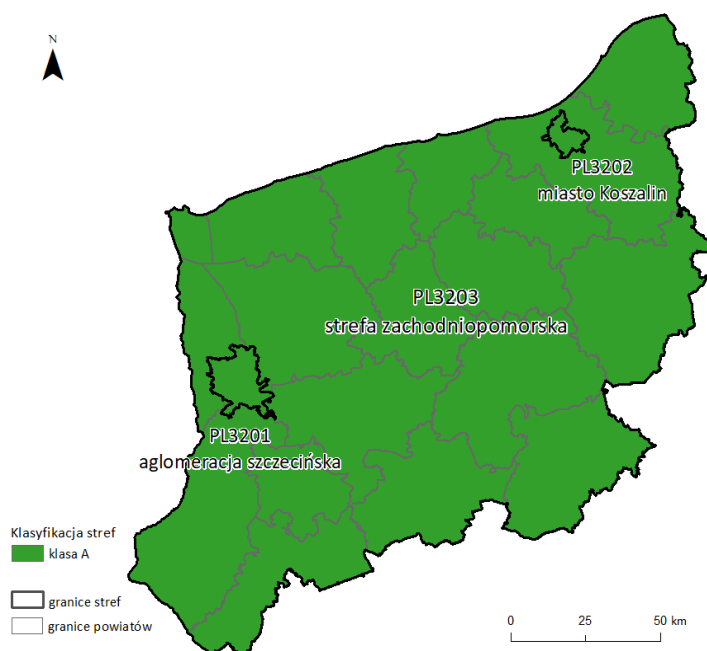 N
PL3202
miasto Koszalin
PL3203
strefa zachodniopomorska
PL3201
aglomeracja szczecińska
Klasyfikacja stref
klasa A
granice stref
granice powiatów
0 25 50 km